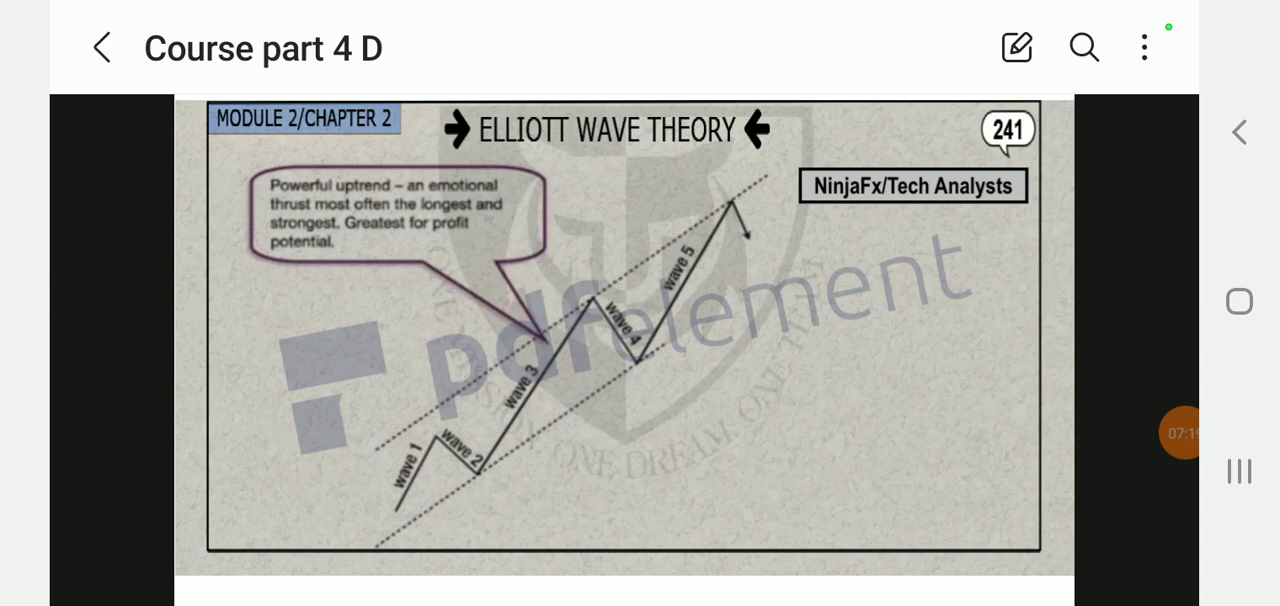 Course part 4 D
MODULE 2/CHAPTER 2
ELLIOTT WAVE THEORY
241
Powerful uptrend – an emotional
thrust most often the longest and
strongest. Greatest for profit
potential.
NinjaFx/Tech Analysts
wave 1
wave 2
wave 3
wave 4
wave 5
pdfelement
ONE DREAM ONE
07:19